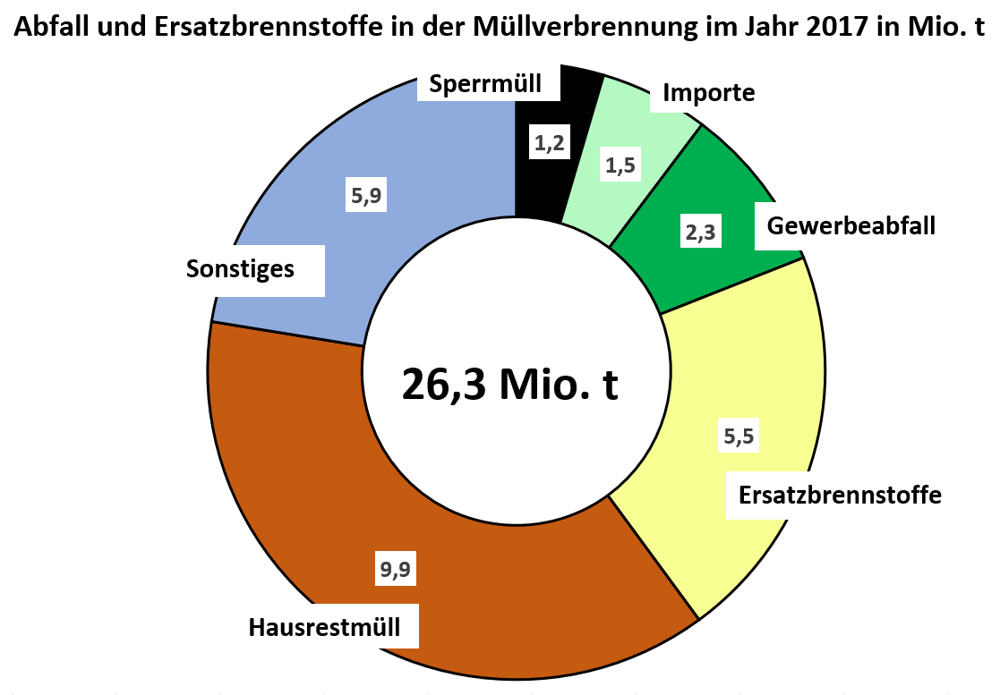 Abfall und Ersatzbrennstoffe in der Müllverbrennung im Jahr 2017 in Mio. t
Sperrmüll
Importe
1,2
1,5
5,9
2,3
Gewerbeabfall
Sonstiges
26,3 Mio. t
5,5
Ersatzbrennstoffe
9,9
Hausrestmüll